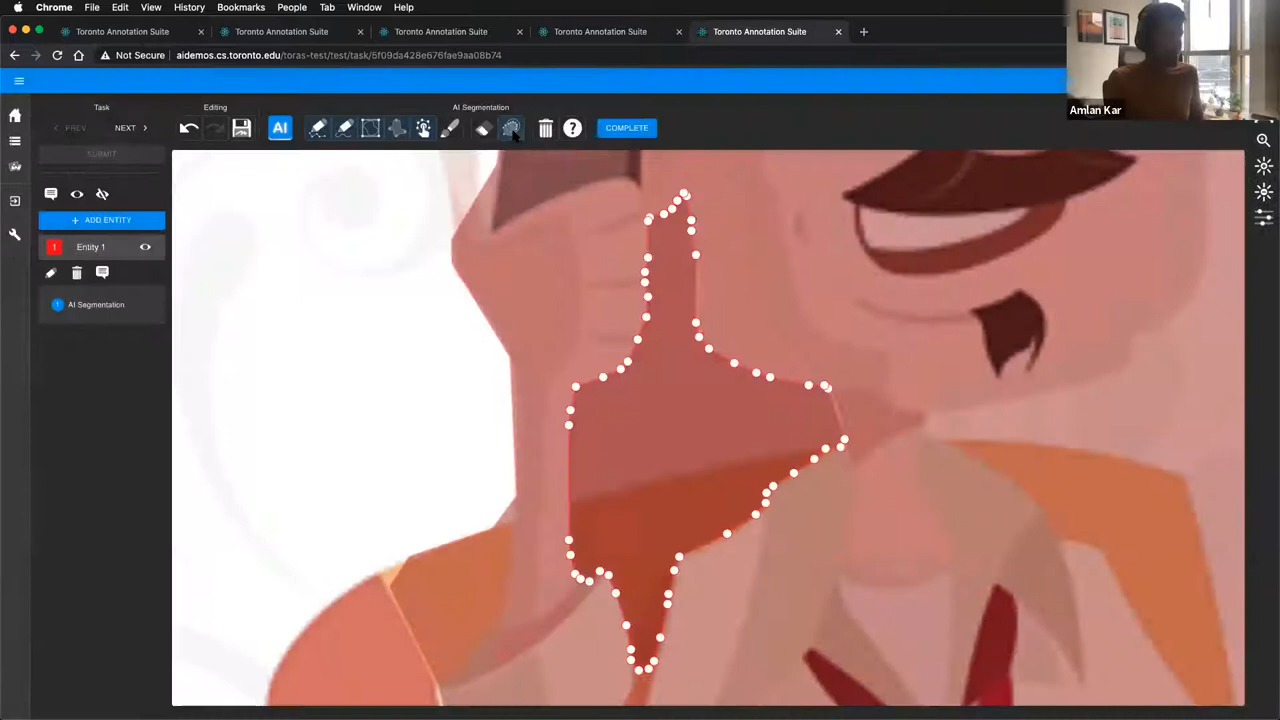 Chrome File Edit View History Bookmarks People Tab Window Help
Toronto Annotation Suite Toronto Annotation Suite Toronto Annotation Suite Toronto Annotation Suite Toronto Annotation Suite
Not Secure aidemos.cs.toronto.edu/toras-test/test/task/5f09da428e676fae9aa08b74
Amlan Kar
Task Editing AI Segmentation
PREV NEXT AI COMPLETE
SUBMIT
+ ADD ENTITY
1 Entity 1
1 AI Segmentation